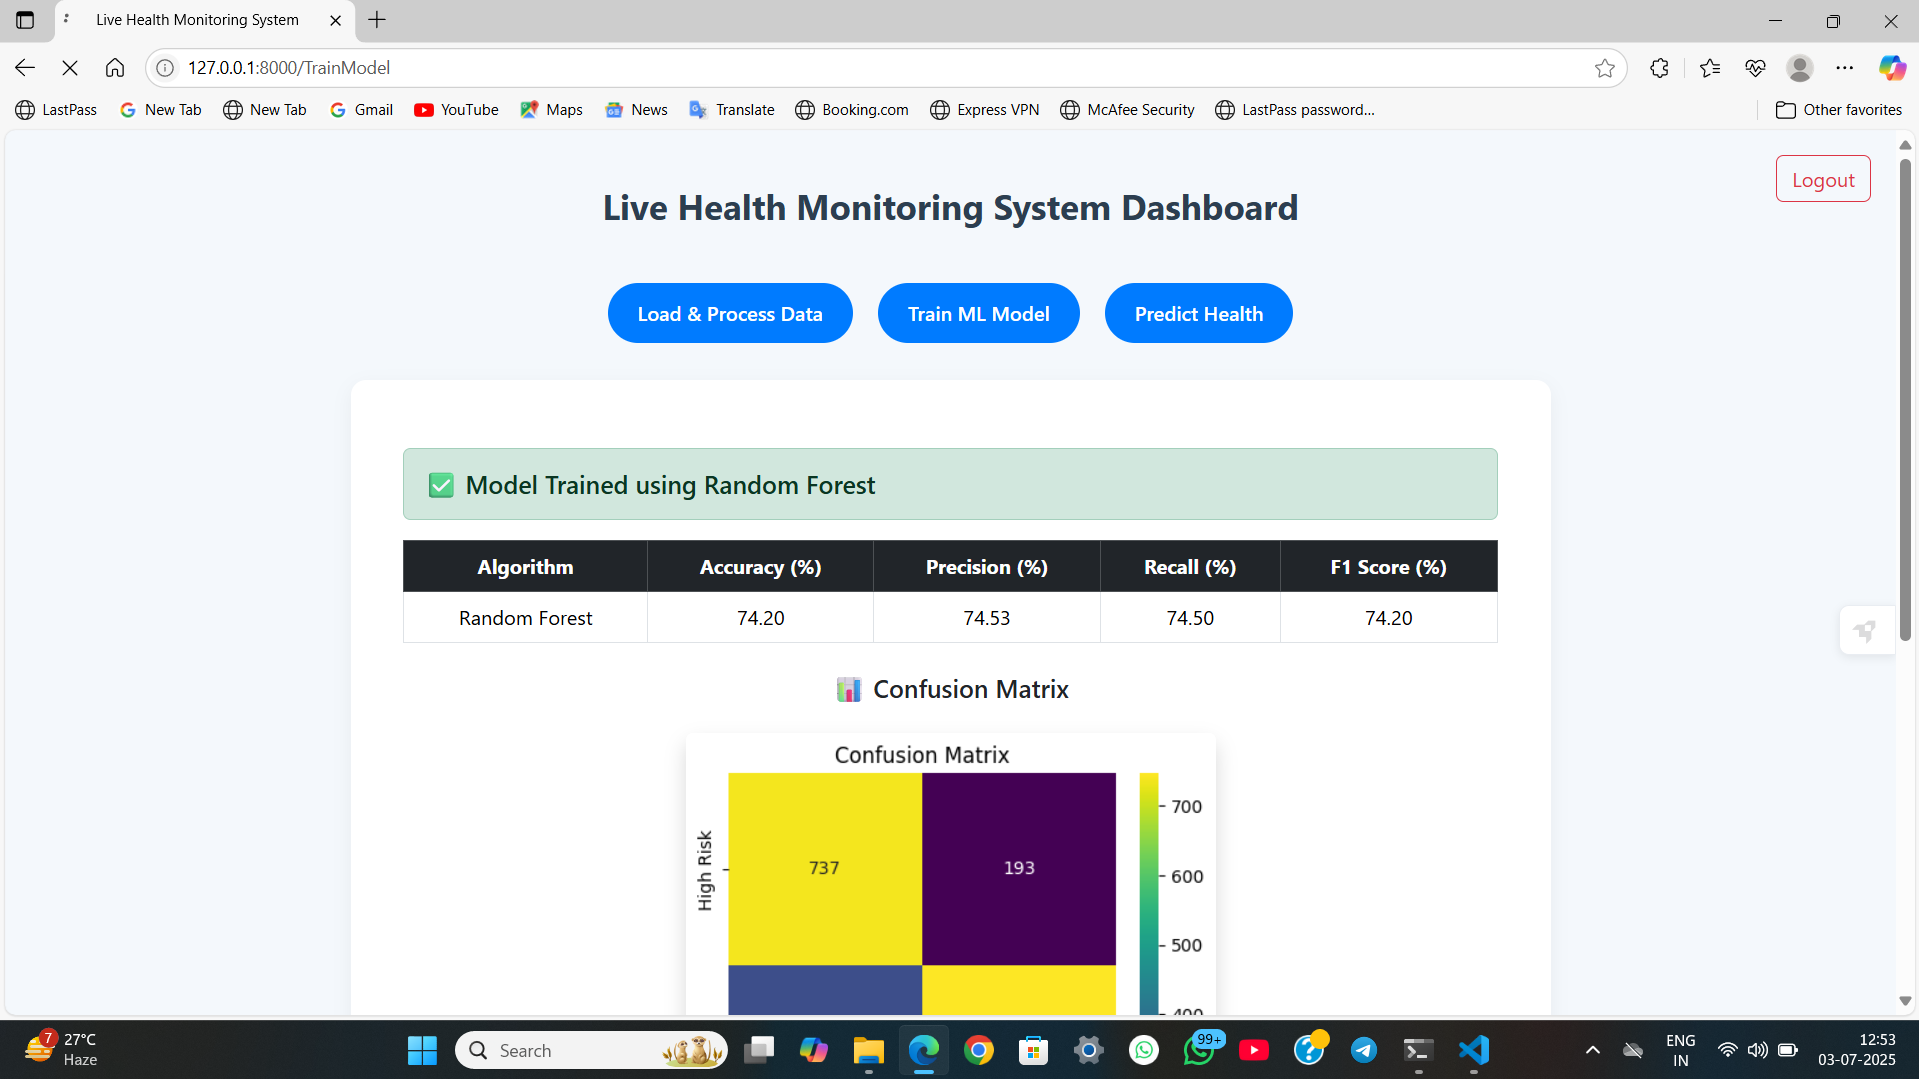 Live Health Monitoring System
127.0.0.1:8000/TrainModel
LastPass New Tab New Tab Gmail YouTube Maps News Translate Booking.com Express VPN McAfee Security LastPass password... Other favorites
Logout
Live Health Monitoring System Dashboard
Load & Process Data Train ML Model Predict Health
✅ Model Trained using Random Forest
Algorithm Accuracy (%) Precision (%) Recall (%) F1 Score (%)
Random Forest 74.20 74.53 74.50 74.20
📊 Confusion Matrix
Confusion Matrix
High Risk
737 193
700
600
500
400
7 27°C
Haze
Search
99+
ENG
IN
12:53
03-07-2025